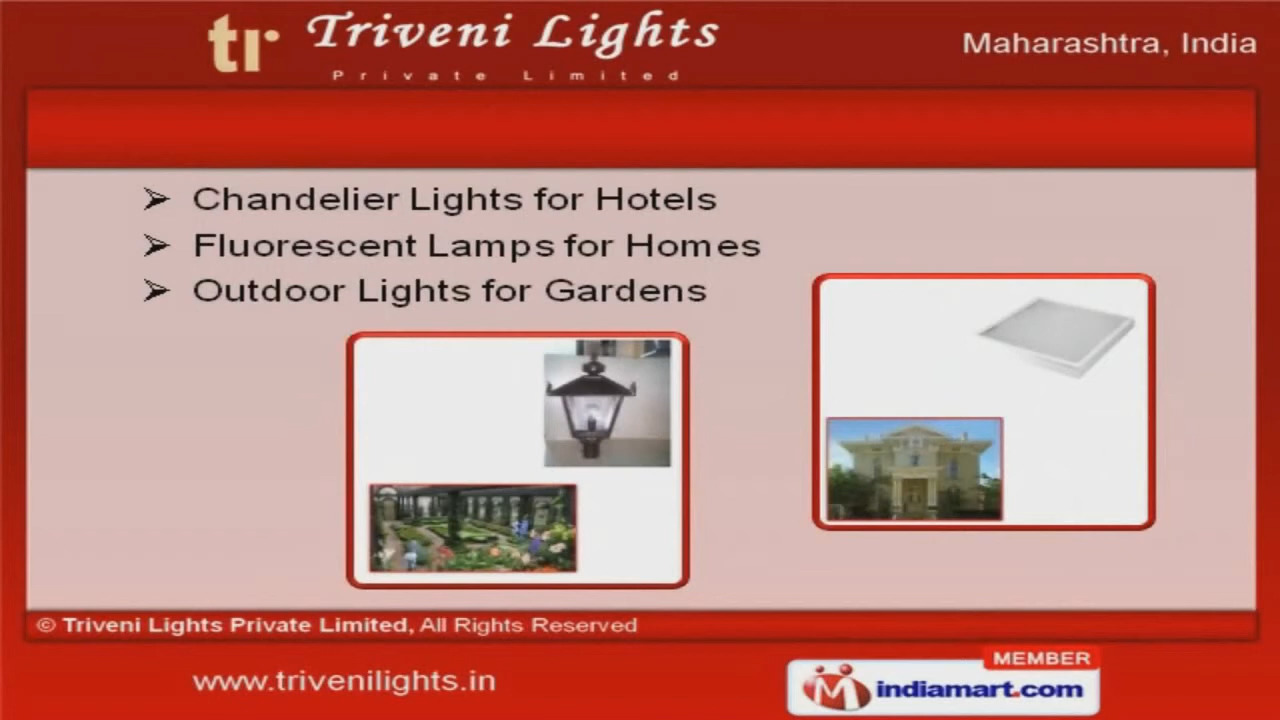 tr Triveni Lights
Private Limited
Maharashtra, India
Chandelier Lights for Hotels
Fluorescent Lamps for Homes
Outdoor Lights for Gardens
© Triveni Lights Private Limited, All Rights Reserved
www.trivenilights.in
MEMBER
indiamart.com